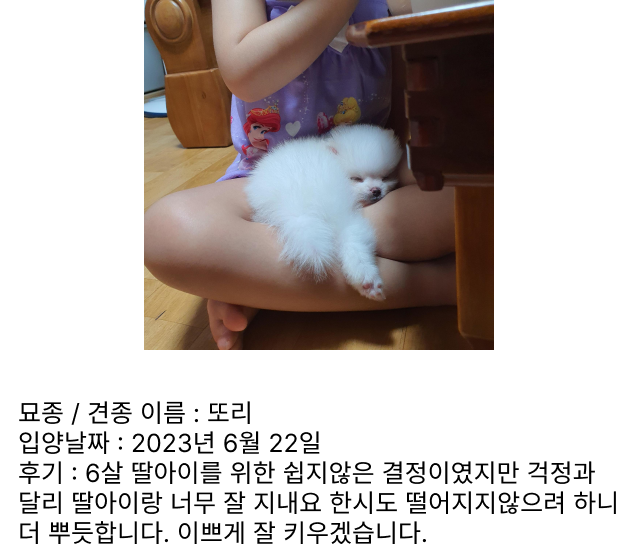 묘종 / 견종 이름 : 또리
입양날짜 : 2023년 6월 22일
후기 : 6살 딸아이를 위한 쉽지않은 결정이였지만 걱정과
달리 딸아이랑 너무 잘 지내요 한시도 떨어지지않으려 하니
더 뿌듯합니다. 이쁘게 잘 키우겠습니다.